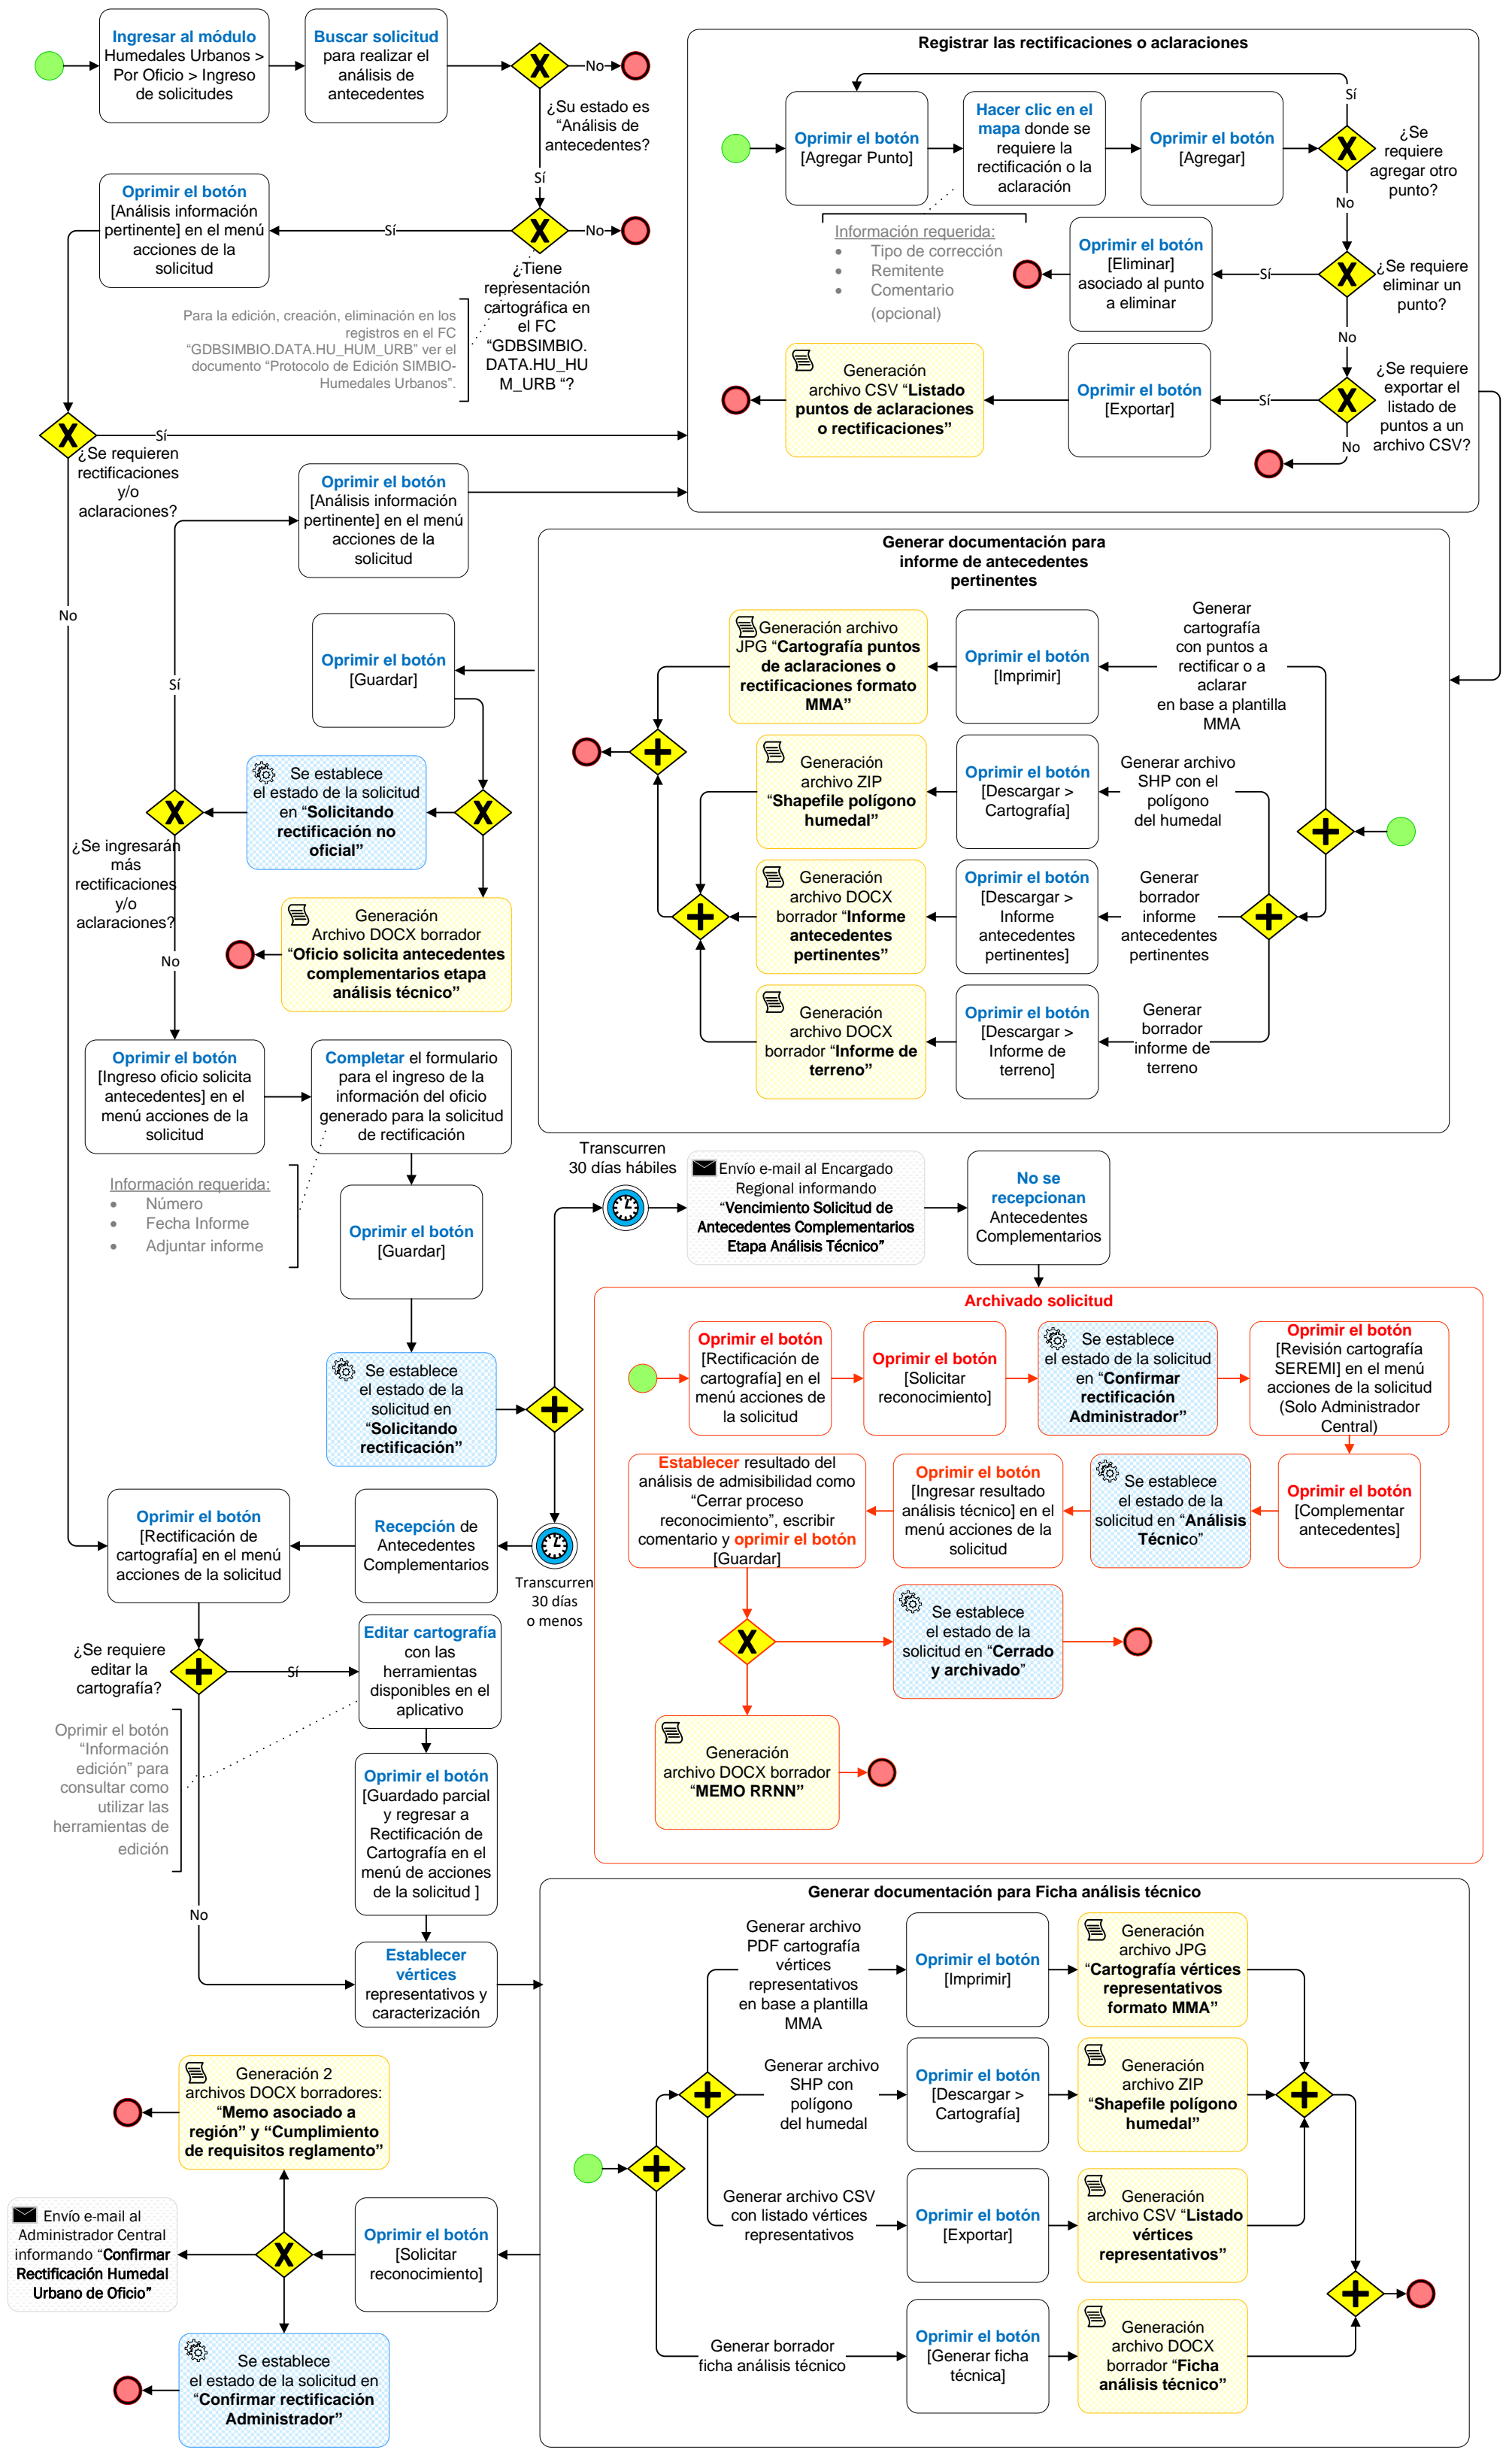 Ingresar al módulo
Humedales Urbanos >
Por Oficio > Ingreso
de solicitudes
Buscar solicitud
para realizar el
análisis de
antecedentes
No
¿Su estado es
“Análisis de
antecedentes?
Sí
No
Sí
¿Tiene
representación
cartográfica en
el FC
“GDBSIMBIO.
DATA.HU_HU
M_URB “?
Oprimir el botón
[Análisis información
pertinente] en el menú
acciones de la
solicitud
Para la edición, creación, eliminación en los
registros en el FC
“GDBSIMBIO.DATA.HU_HUM_URB” ver el
documento “Protocolo de Edición SIMBIO-
Humedales Urbanos”.
Sí
¿Se requieren
rectificaciones
y/o
aclaraciones?
No
Registrar las rectificaciones o aclaraciones
Oprimir el botón
[Agregar Punto]
Hacer clic en el
mapa donde se
requiere la
rectificación o la
aclaración
Oprimir el botón
[Agregar]
Sí
¿Se
requiere
agregar otro
punto?
No
Información requerida:
• Tipo de corrección
• Remitente
• Comentario
(opcional)
Oprimir el botón
[Eliminar]
asociado al punto
a eliminar
Sí
¿Se requiere
eliminar un
punto?
No
Generación
archivo CSV “Listado
puntos de aclaraciones
o rectificaciones”
Oprimir el botón
[Exportar]
Sí
¿Se requiere
exportar el
listado de
puntos a un
archivo CSV?
No
Oprimir el botón
[Análisis información
pertinente] en el menú
acciones de la
solicitud
Generar documentación para
informe de antecedentes
pertinentes
Generación archivo
JPG “Cartografía puntos
de aclaraciones o
rectificaciones formato
MMA”
Oprimir el botón
[Imprimir]
Generar
cartografía
con puntos a
rectificar o a
aclarar
en base a plantilla
MMA
Generación
archivo ZIP
“Shapefile polígono
humedal”
Oprimir el botón
[Descargar >
Cartografía]
Generar archivo
SHP con el
polígono
del humedal
Generación
archivo DOCX
borrador “Informe
antecedentes
pertinentes”
Oprimir el botón
[Descargar >
Informe
antecedentes
pertinentes]
Generar
borrador
informe
antecedentes
pertinentes
Generación
archivo DOCX
borrador “Informe de
terreno”
Oprimir el botón
[Descargar >
Informe de
terreno]
Generar
borrador
informe de
terreno
Oprimir el botón
[Guardar]
Sí
Se establece
el estado de la solicitud
en “Solicitando
rectificación no
oficial”
¿Se ingresarán
más
rectificaciones
y/o
aclaraciones?
No
Generación
Archivo DOCX borrador
“Oficio solicita antecedentes
complementarios etapa
análisis técnico”
Oprimir el botón
[Ingreso oficio solicita
antecedentes] en el
menú acciones de la
solicitud
Completar el formulario
para el ingreso de la
información del oficio
generado para la solicitud
de rectificación
Información requerida:
• Número
• Fecha Informe
• Adjuntar informe
Oprimir el botón
[Guardar]
Se establece
el estado de la
solicitud en
“Solicitando
rectificación”
Transcurren
30 días hábiles
Envío e-mail al Encargado
Regional informando
“Vencimiento Solicitud de
Antecedentes Complementarios
Etapa Análisis Técnico”
No se
recepcionan
Antecedentes
Complementarios
Archivado solicitud
Oprimir el botón
[Rectificación de
cartografía] en el
menú acciones de
la solicitud
Oprimir el botón
[Solicitar
reconocimiento]
Se establece
el estado de la solicitud
en “Confirmar
rectificación
Administrador”
Oprimir el botón
[Revisión cartografía
SEREMI] en el menú
acciones de la solicitud
(Solo Administrador
Central)
Establecer resultado del
análisis de admisibilidad como
“Cerrar proceso
reconocimiento”, escribir
comentario y oprimir el botón
[Guardar]
Oprimir el botón
[Ingresar resultado
análisis técnico] en el
menú acciones de la
solicitud
Se establece
el estado de la
solicitud en “Análisis
Técnico”
Oprimir el botón
[Complementar
antecedentes]
Se establece
el estado de la
solicitud en “Cerrado
y archivado”
Generación
archivo DOCX borrador
“MEMO RRNN”
Oprimir el botón
[Rectificación de
cartografía] en el menú
acciones de la solicitud
Recepción de
Antecedentes
Complementarios
Transcurren
30 días
o menos
¿Se requiere
editar la
cartografía?
Sí
Editar cartografía
con las
herramientas
disponibles en el
aplicativo
Oprimir el botón
“Información
edición” para
consultar como
utilizar las
herramientas de
edición
Oprimir el botón
[Guardado parcial
y regresar a
Rectificación de
Cartografía en el
menú de acciones
de la solicitud ]
No
Establecer
vértices
representativos y
caracterización
Generar documentación para Ficha análisis técnico
Generar archivo
PDF cartografía
vértices
representativos
en base a plantilla
MMA
Oprimir el botón
[Imprimir]
Generación
archivo JPG
“Cartografía vértices
representativos
formato MMA”
Generar archivo
SHP con
polígono
del humedal
Oprimir el botón
[Descargar >
Cartografía]
Generación
archivo ZIP
“Shapefile polígono
humedal”
Generar archivo CSV
con listado vértices
representativos
Oprimir el botón
[Exportar]
Generación
archivo CSV “Listado
vértices
representativos”
Generar borrador
ficha análisis técnico
Oprimir el botón
[Generar ficha
técnica]
Generación
archivo DOCX
borrador “Ficha
análisis técnico”
Generación 2
archivos DOCX borradores:
“Memo asociado a
región” y “Cumplimiento
de requisitos reglamento”
Envío e-mail al
Administrador Central
informando “Confirmar
Rectificación Humedal
Urbano de Oficio”
Oprimir el botón
[Solicitar
reconocimiento]
Se establece
el estado de la solicitud en
“Confirmar rectificación
Administrador”